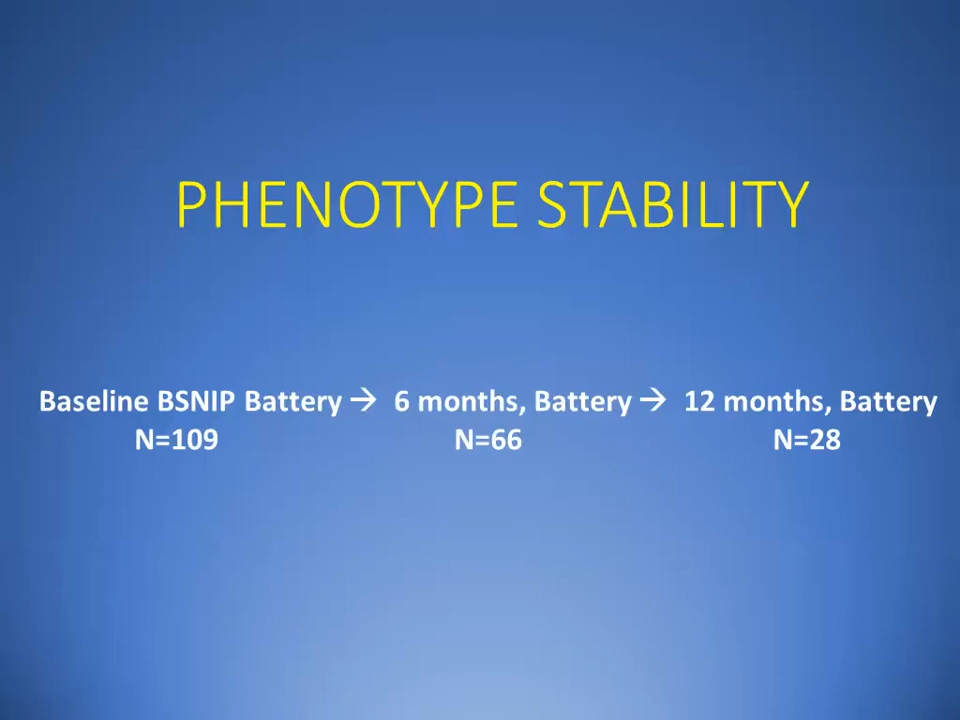 PHENOTYPE STABILITY
Baseline BSNIP Battery → 6 months, Battery → 12 months, Battery
N=109 N=66 N=28